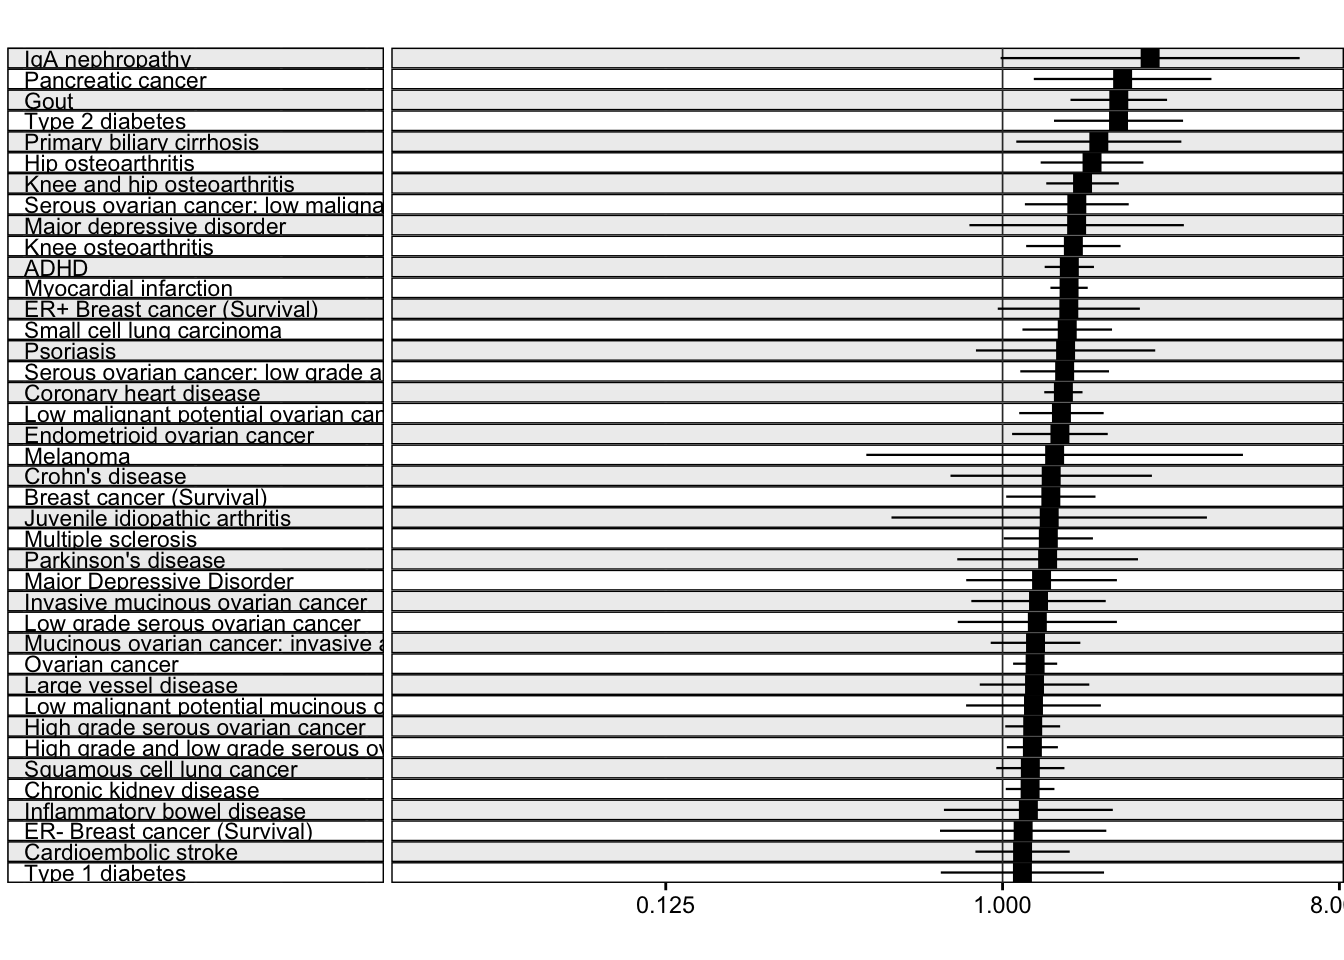 IgA nephropathy
Pancreatic cancer
Gout
Type 2 diabetes
Primary biliary cirrhosis
Hip osteoarthritis
Knee and hip osteoarthritis
Serous ovarian cancer: low maligna
Major depressive disorder
Knee osteoarthritis
ADHD
Myocardial infarction
ER+ Breast cancer (Survival)
Small cell lung carcinoma
Psoriasis
Serous ovarian cancer: low grade a
Coronary heart disease
Low malignant potential ovarian can
Endometrioid ovarian cancer
Melanoma
Crohn's disease
Breast cancer (Survival)
Juvenile idiopathic arthritis
Multiple sclerosis
Parkinson's disease
Major Depressive Disorder
Invasive mucinous ovarian cancer
Low grade serous ovarian cancer
Mucinous ovarian cancer: invasive a
Ovarian cancer
Large vessel disease
Low malignant potential mucinous o
High grade serous ovarian cancer
High grade and low grade serous ov
Squamous cell lung cancer
Chronic kidney disease
Inflammatory bowel disease
ER- Breast cancer (Survival)
Cardioembolic stroke
Type 1 diabetes
0.125 1.000 8.0